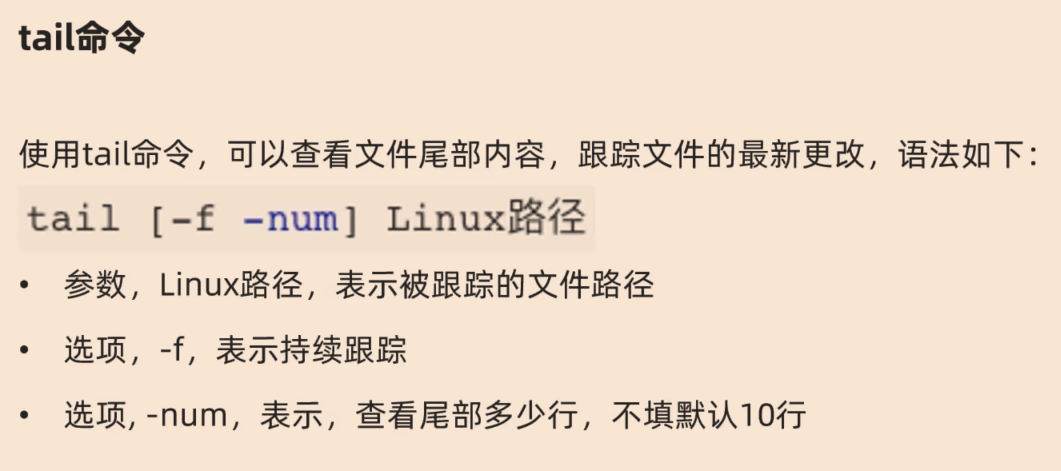 tail命令
使用tail命令，可以查看文件尾部内容，跟踪文件的最新更改，语法如下：
tail [-f -num] Linux路径
• 参数，Linux路径，表示被跟踪的文件路径
• 选项，-f，表示持续跟踪
• 选项, -num，表示，查看尾部多少行，不填默认10行